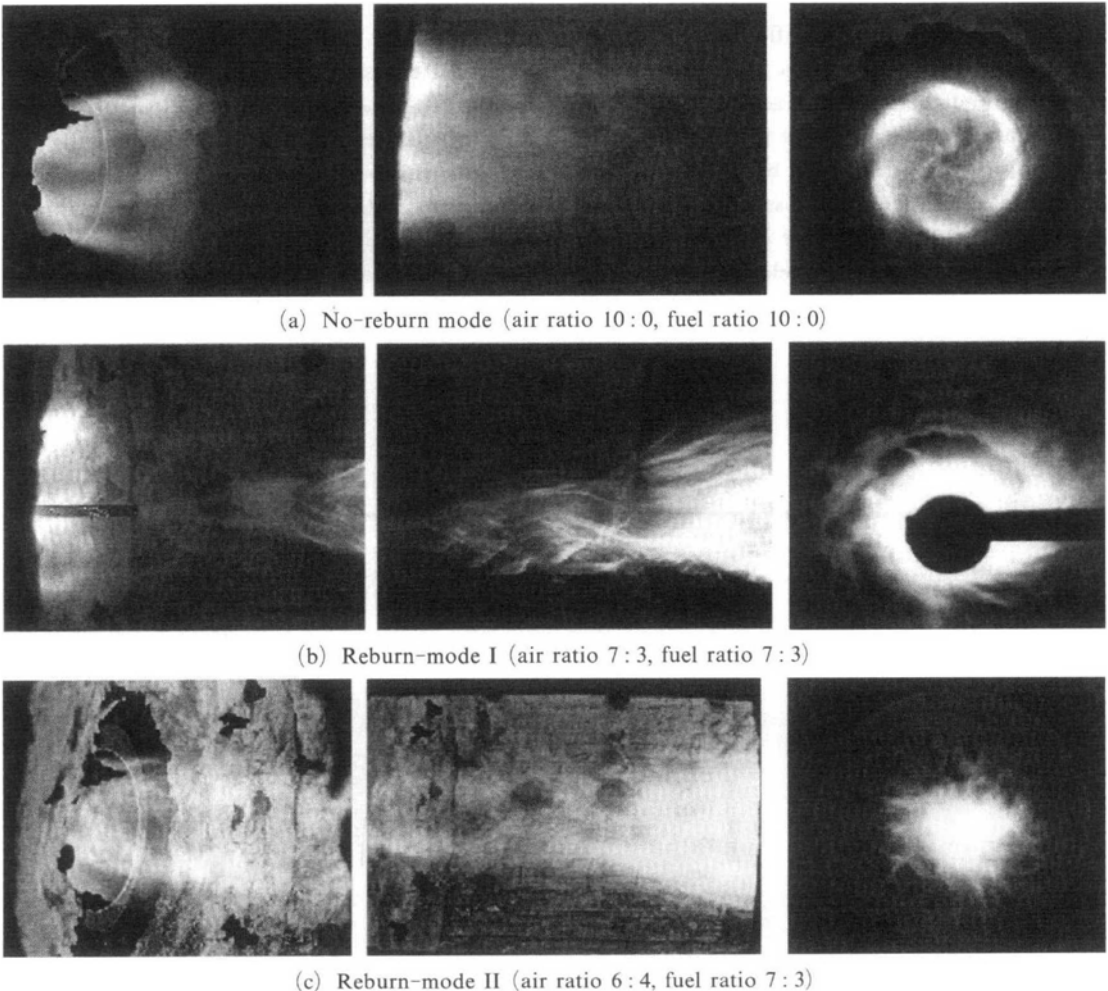 (a) No-reburn mode (air ratio 10 : 0, fuel ratio 10 : 0)
(b) Reburn-mode I (air ratio 7 : 3, fuel ratio 7 : 3)
(c) Reburn-mode II (air ratio 6 : 4, fuel ratio 7 : 3)